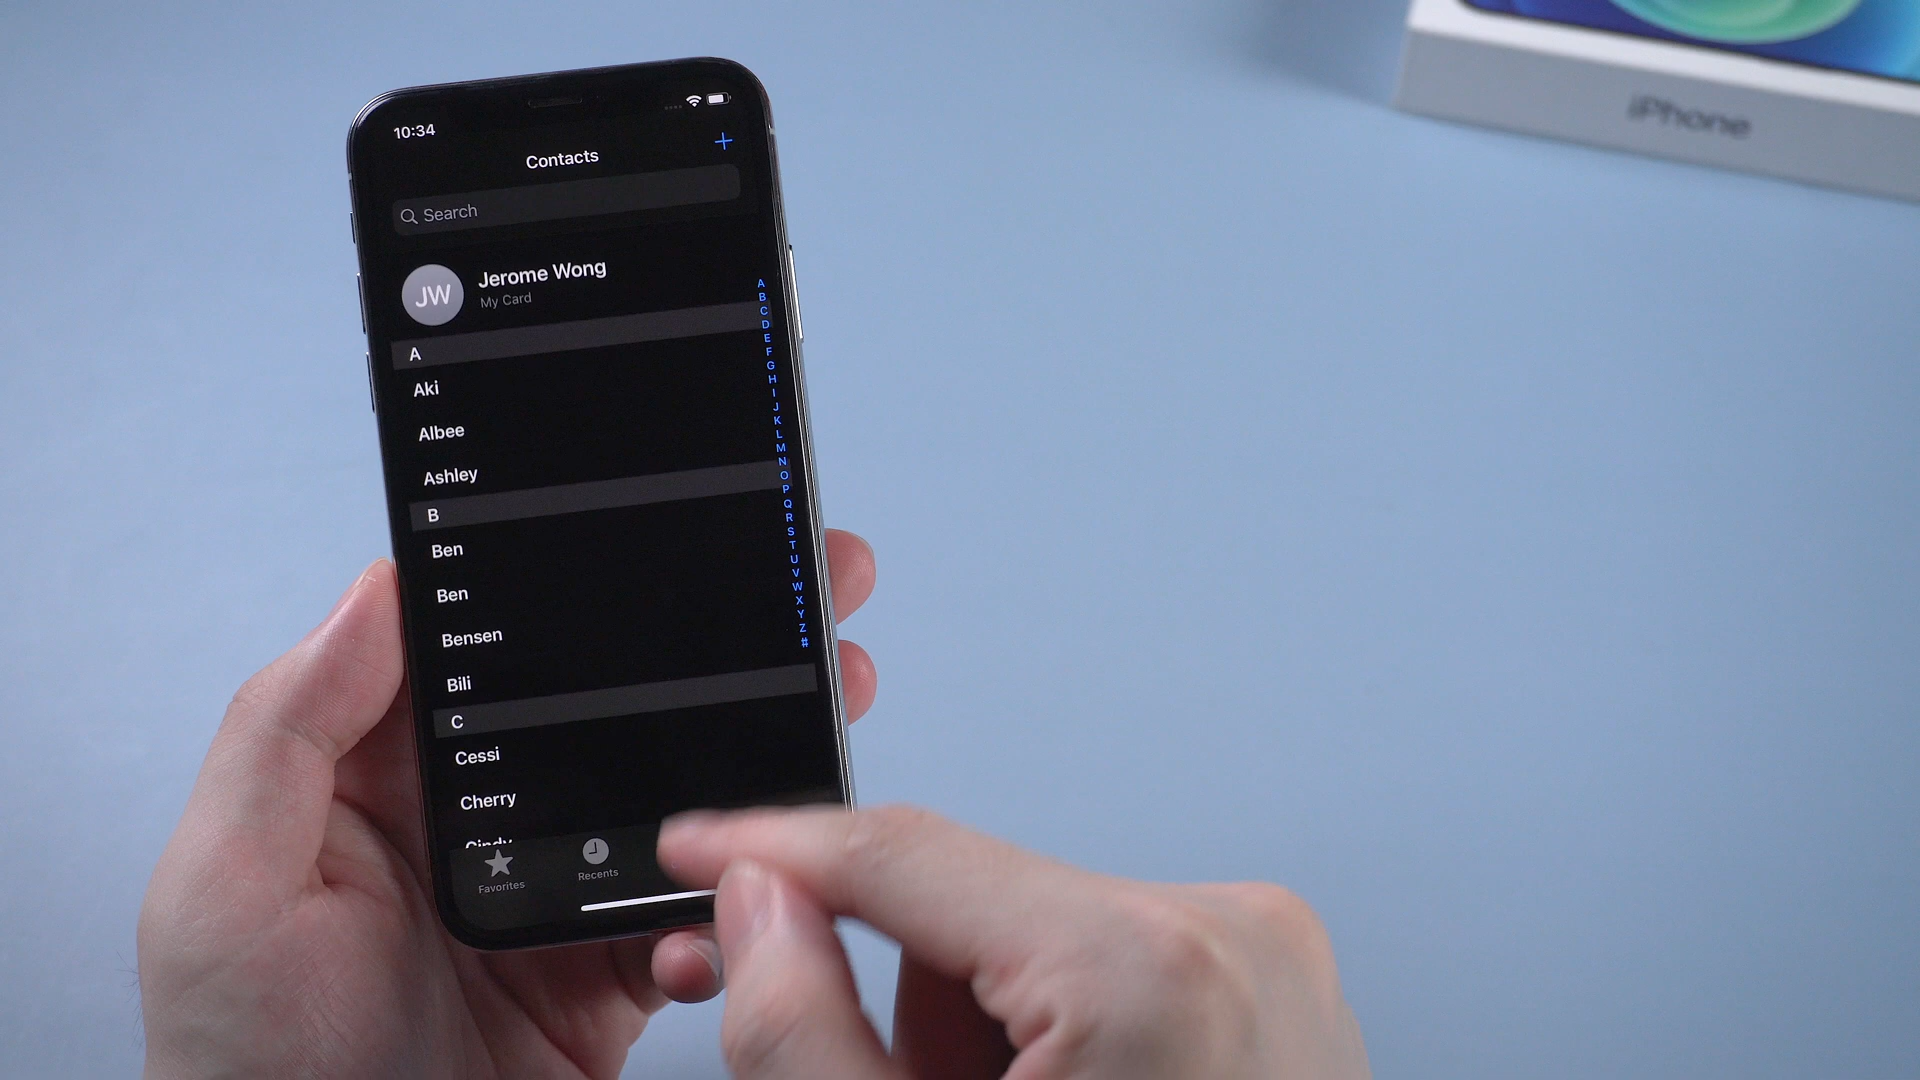 10:34
Contacts
+
Search
JW
Jerome Wong
My Card
A
Aki
Albee
Ashley
B
Ben
Ben
Bensen
Bili
C
Cessi
Cherry
Cindy
Favorites
Recents
A
B
C
D
E
F
G
H
I
J
K
L
M
N
O
P
Q
R
S
T
U
V
W
X
Y
Z
#
iPhone